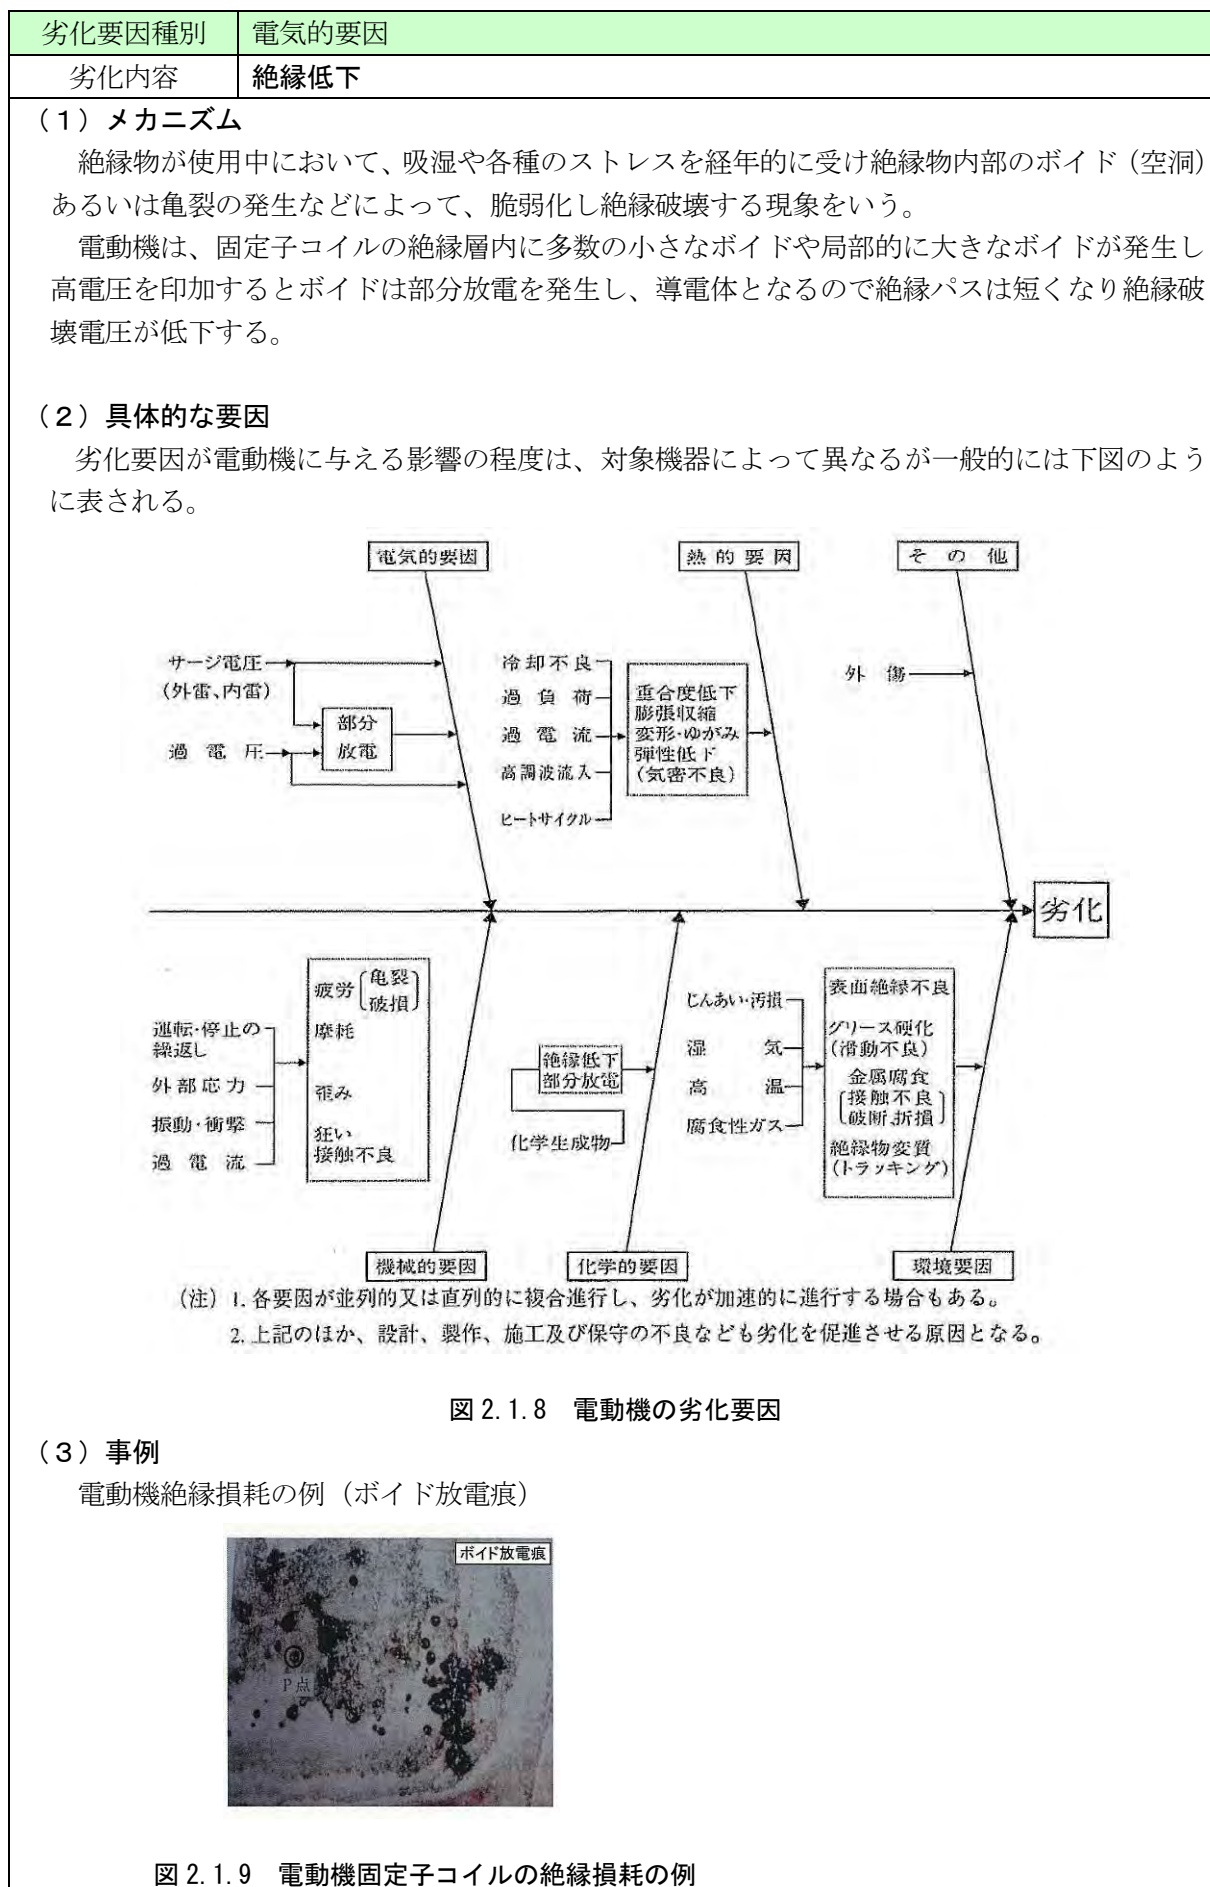 劣化要因種別 電気的要因
劣化内容 絶縁低下
（１）メカニズム
絶縁物が使用中において、吸湿や各種のストレスを経年的に受け絶縁物内部のボイド（空洞）
あるいは亀裂の発生などによって、脆弱化し絶縁破壊する現象をいう。
電動機は、固定子コイルの絶縁層内に多数の小さなボイドや局部的に大きなボイドが発生し
高電圧を印加するとボイドは部分放電を発生し、導電体となるので絶縁パスは短くなり絶縁破
壊電圧が低下する。
（２）具体的な要因
劣化要因が電動機に与える影響の程度は、対象機器によって異なるが一般的には下図のよう
に表される。
電気的要因
熱的要因
その他
サージ電圧
（外雷、内雷）
過電圧
部分
放電
冷却不良
過負荷
過電流
高調波流入
ヒートサイクル
重合度低下
膨張収縮
変形・ゆがみ
弾性低下
（気密不良）
外傷
劣化
運転・停止の
繰返し
外部応力
振動・衝撃
過電流
疲労 亀裂
破損
摩耗
歪み
狂い
接触不良
絶縁低下
部分放電
化学生成物
じんあい・汚損
湿気
高温
腐食性ガス
表面絶縁不良
グリース硬化
（滑動不良）
金属腐食
接触不良
破断、折損
絶縁物変質
（トラッキング）
機械的要因
化学的要因
環境要因
（注） 1. 各要因が並列的又は直列的に複合進行し、劣化が加速的に進行する場合もある。
2. 上記のほか、設計、製作、施工及び保守の不良なども劣化を促進させる原因となる。
図 2.1.8 電動機の劣化要因
（３）事例
電動機絶縁損耗の例（ボイド放電痕）
ボイド放電痕
P点
図 2.1.9 電動機固定子コイルの絶縁損耗の例